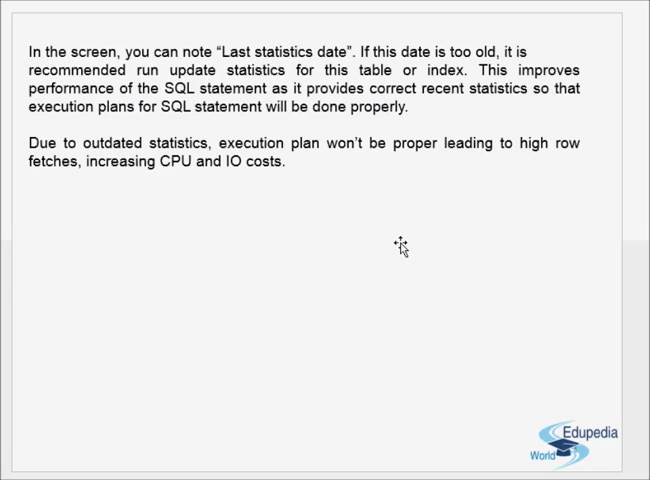 In the screen, you can note “Last statistics date”. If this date is too old, it is
recommended run update statistics for this table or index. This improves
performance of the SQL statement as it provides correct recent statistics so that
execution plans for SQL statement will be done properly.
Due to outdated statistics, execution plan won’t be proper leading to high row
fetches, increasing CPU and IO costs.
Edupedia
World